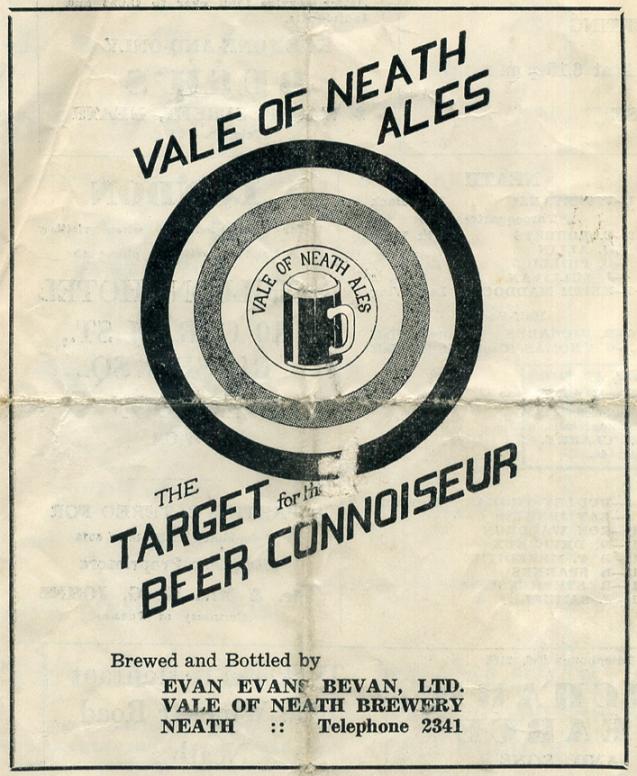 VALE OF NEATH
ALES
VALE OF NEATH ALES
THE
TARGET for the
BEER CONNOISEUR
Brewed and Bottled by
EVAN EVANS BEVAN, LTD.
VALE OF NEATH BREWERY
NEATH :: Telephone 2341